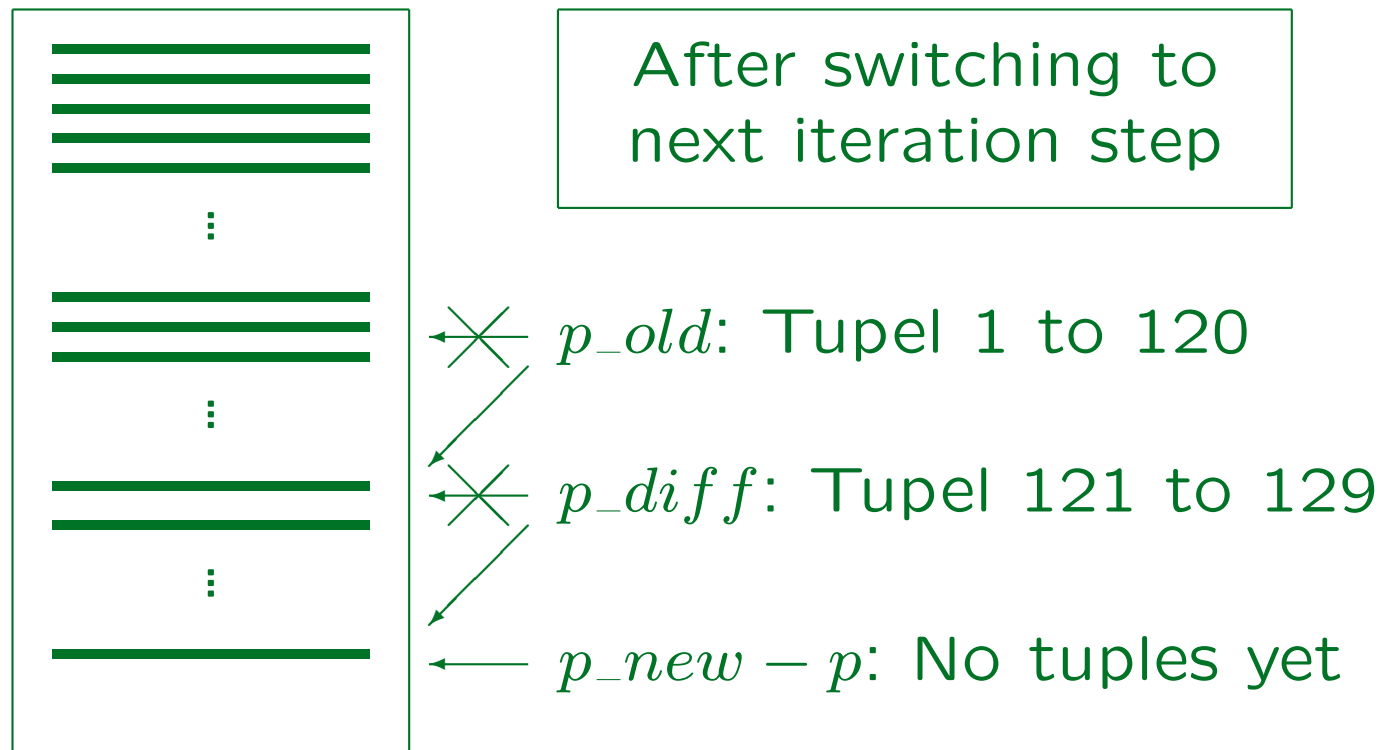 After switching to
next iteration step
p_old: Tupel 1 to 120
p_diff: Tupel 121 to 129
p_new − p: No tuples yet